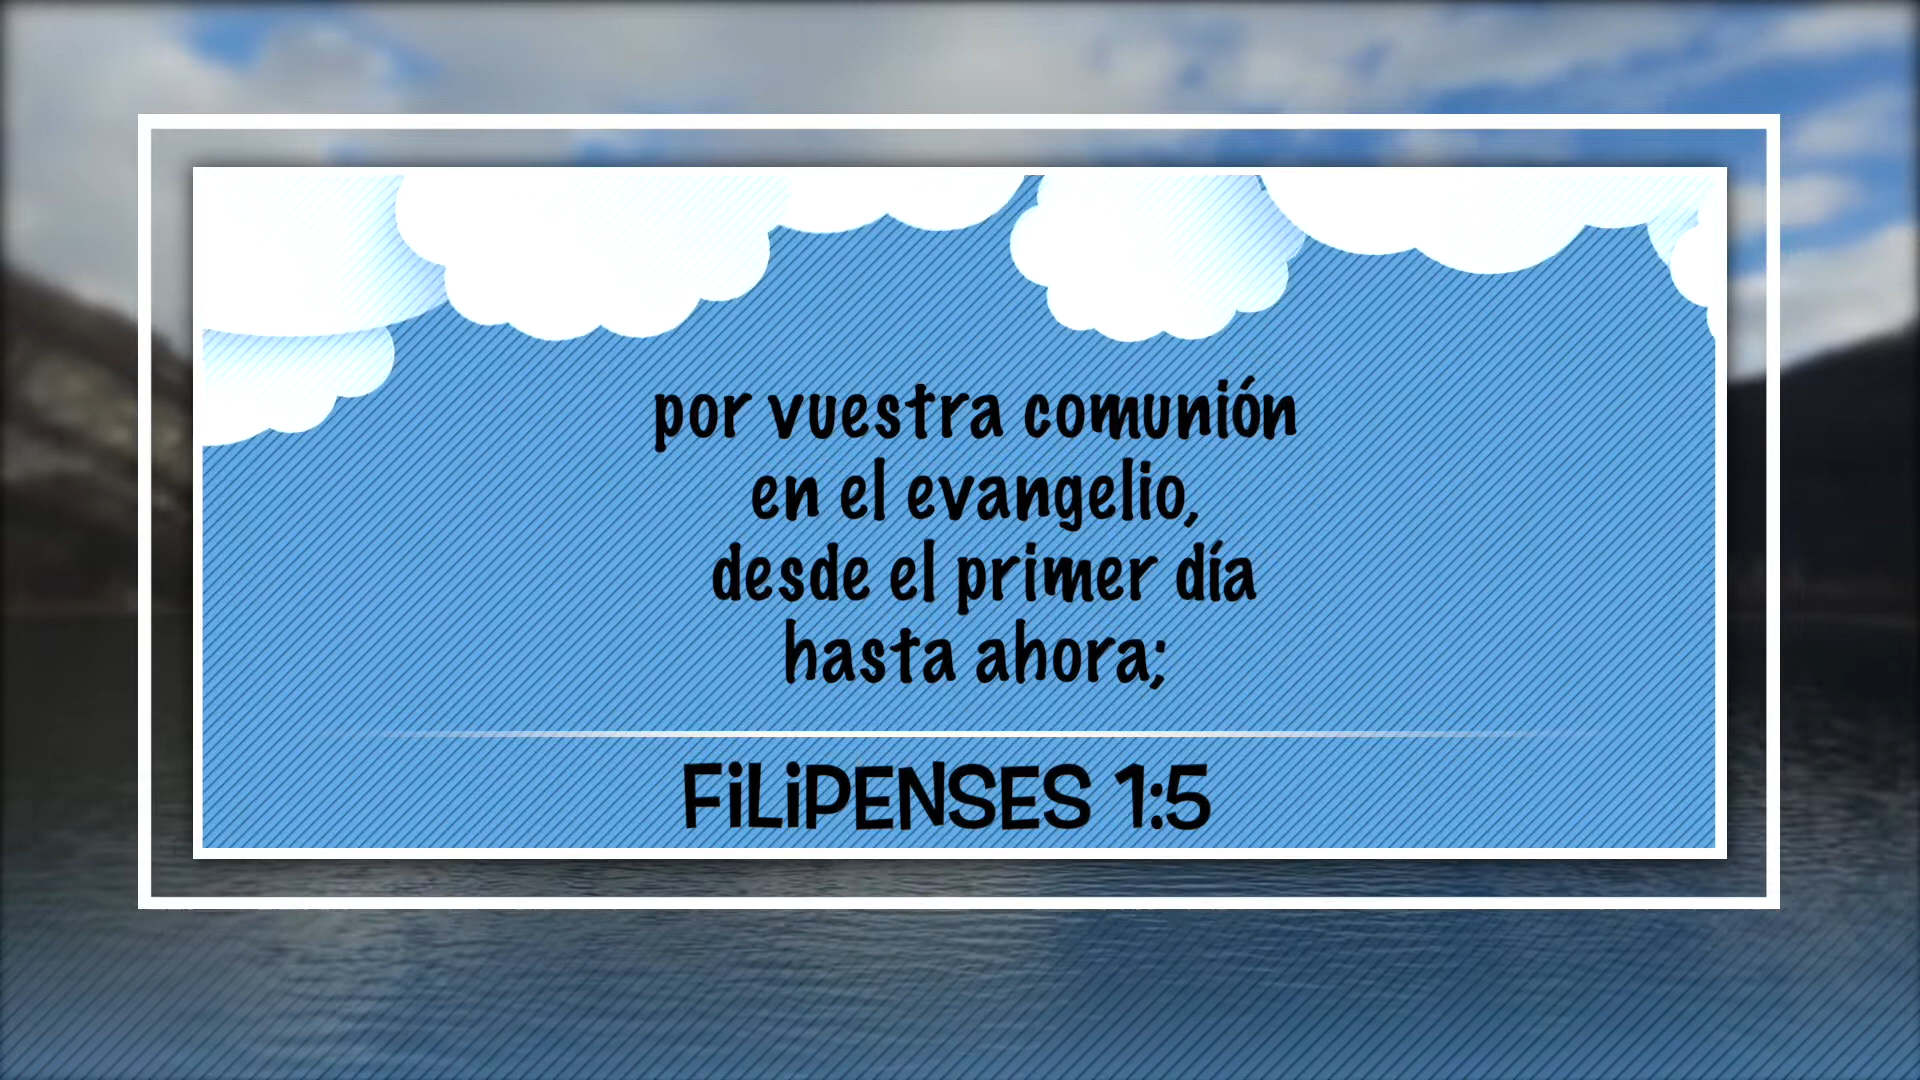 por vuestra comunión
en el evangelio,
desde el primer día
hasta ahora;
FiLiPENSES 1:5